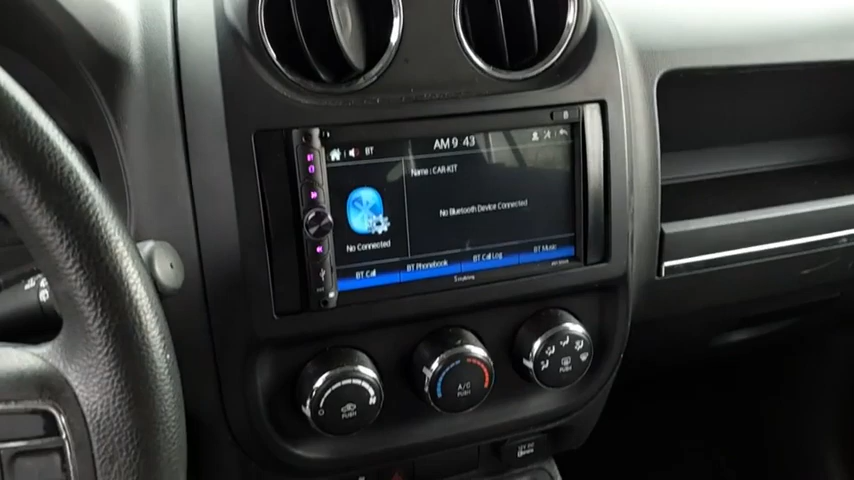 BT
AM 9 43
BT
Name : CAR-KIT
No Bluetooth Device Connected
No Connected
BT Call
BT Phonebook
BT Call Log
BT Music
PUSH
A/C
PUSH
PUSH